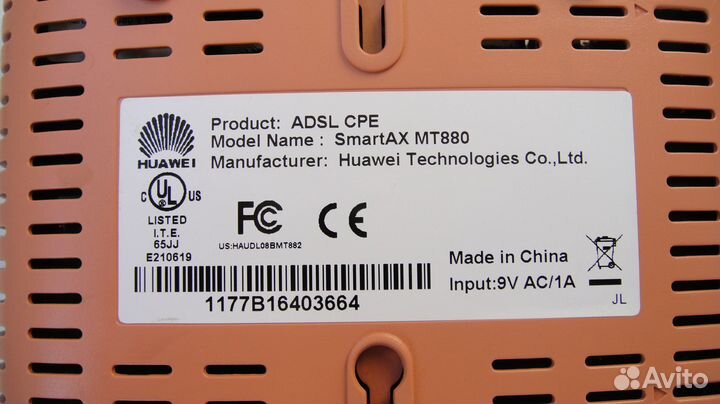 Product: ADSL CPE
Model Name : SmartAX MT880
Manufacturer: Huawei Technologies Co.,Ltd.
HUAWEI
C UL US
LISTED
I.T.E.
65JJ
E210619
FC CE
US:HAUDL08BMT882
Made in China
Input:9V AC/1A
JL
1177B16403664
Avito